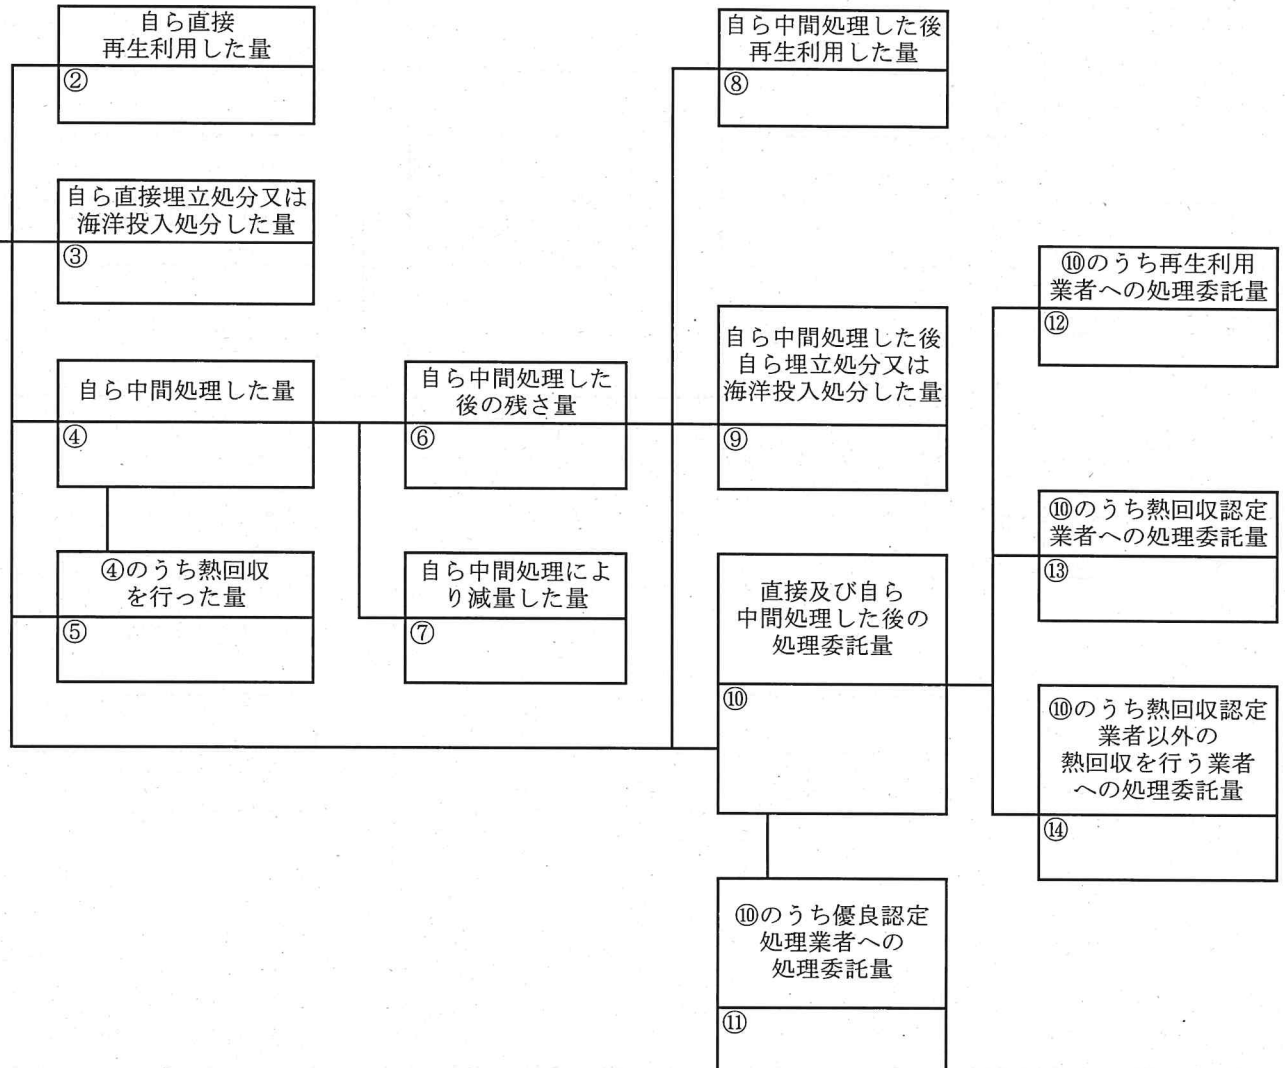 自ら直接
再生利用した量
②
自ら直接埋立処分又は
海洋投入処分した量
③
自ら中間処理した量
④
④のうち熱回収
を行った量
⑤
自ら中間処理した
後の残さ量
⑥
自ら中間処理によ
り減量した量
⑦
自ら中間処理した後
再生利用した量
⑧
自ら中間処理した後
自ら埋立処分又は
海洋投入処分した量
⑨
直接及び自ら
中間処理した後の
処理委託量
⑩
⑩のうち優良認定
処理業者への
処理委託量
⑪
⑩のうち再生利用
業者への処理委託量
⑫
⑩のうち熱回収認定
業者への処理委託量
⑬
⑩のうち熱回収認定
業者以外の
熱回収を行う業者
への処理委託量
⑭